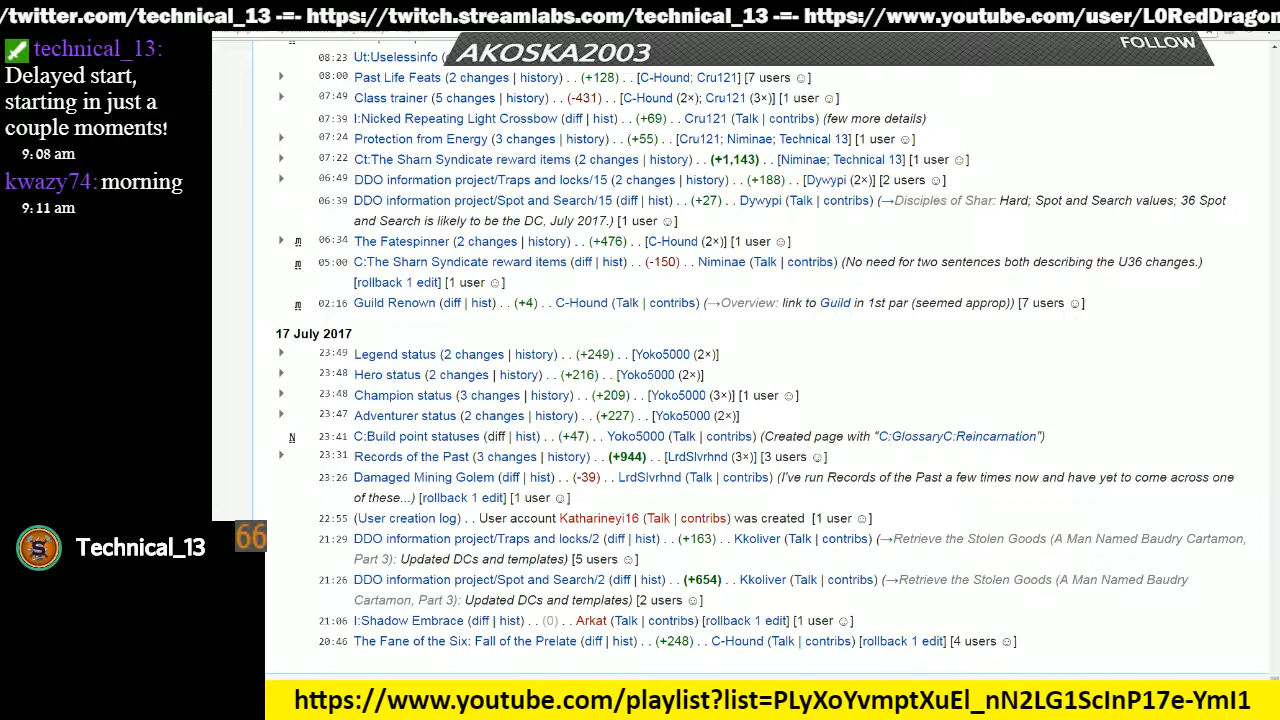 /twitter.com/technical_13 -=- https://twitch.streamlabs.com/technical_13 -=- https://www.youtube.com/user/L0RedDragon
technical_13:
Delayed start,
starting in just a
couple moments!
9:08 am
kwazy74: morning
9:11 am
AKOSKA2003
FOLLOW
08:23 Ut:Uselessinfo (
08:00 Past Life Feats (2 changes | history) . . (+128) . . [C-Hound; Cru121] [7 users ☺]
07:49 Class trainer (5 changes | history) . . (-431) . . [C-Hound (2×); Cru121 (3×)] [1 user ☺]
07:39 I:Nicked Repeating Light Crossbow (diff | hist) . . (+69) . . Cru121 (Talk | contribs) (few more details)
07:24 Protection from Energy (3 changes | history) . . (+55) . . [Cru121; Niminae; Technical 13] [1 user ☺]
07:22 Ct:The Sharn Syndicate reward items (2 changes | history) . . (+1,143) . . [Niminae; Technical 13] [1 user ☺]
06:49 DDO information project/Traps and locks/15 (2 changes | history) . . (+188) . . [Dywypi (2×)] [2 users ☺]
06:39 DDO information project/Spot and Search/15 (diff | hist) . . (+27) . . Dywypi (Talk | contribs) (→Disciples of Shar: Hard; Spot and Search values; 36 Spot
and Search is likely to be the DC, July 2017.) [1 user ☺]
m 06:34 The Fatespinner (2 changes | history) . . (+476) . . [C-Hound (2×)] [1 user ☺]
m 05:00 C:The Sharn Syndicate reward items (diff | hist) . . (-150) . . Niminae (Talk | contribs) (No need for two sentences both describing the U36 changes.)
[rollback 1 edit] [1 user ☺]
m 02:16 Guild Renown (diff | hist) . . (+4) . . C-Hound (Talk | contribs) (→Overview: link to Guild in 1st par (seemed approp)) [7 users ☺]
17 July 2017
23:49 Legend status (2 changes | history) . . (+249) . . [Yoko5000 (2×)]
23:48 Hero status (2 changes | history) . . (+216) . . [Yoko5000 (2×)]
23:48 Champion status (3 changes | history) . . (+209) . . [Yoko5000 (3×)] [1 user ☺]
23:47 Adventurer status (2 changes | history) . . (+227) . . [Yoko5000 (2×)]
N 23:41 C:Build point statuses (diff | hist) . . (+47) . . Yoko5000 (Talk | contribs) (Created page with "C:GlossaryC:Reincarnation")
23:31 Records of the Past (3 changes | history) . . (+944) . . [LrdSlvrhnd (3×)] [3 users ☺]
23:26 Damaged Mining Golem (diff | hist) . . (-39) . . LrdSlvrhnd (Talk | contribs) (I've run Records of the Past a few times now and have yet to come across one
of these...) [rollback 1 edit] [1 user ☺]
22:55 (User creation log) . . User account Katharineyi16 (Talk | contribs) was created [1 user ☺]
21:29 DDO information project/Traps and locks/2 (diff | hist) . . (+163) . . Kkoliver (Talk | contribs) (→Retrieve the Stolen Goods (A Man Named Baudry Cartamon,
Part 3): Updated DCs and templates) [5 users ☺]
21:26 DDO information project/Spot and Search/2 (diff | hist) . . (+654) . . Kkoliver (Talk | contribs) (→Retrieve the Stolen Goods (A Man Named Baudry
Cartamon, Part 3): Updated DCs and templates) [2 users ☺]
21:06 I:Shadow Embrace (diff | hist) . . (0) . . Arkat (Talk | contribs) [rollback 1 edit] [1 user ☺]
20:46 The Fane of the Six: Fall of the Prelate (diff | hist) . . (+248) . . C-Hound (Talk | contribs) [rollback 1 edit] [4 users ☺]
Technical_13
66
https://www.youtube.com/playlist?list=PLyXoYvmptXuEl_nN2LG1ScInP17e-YmI1